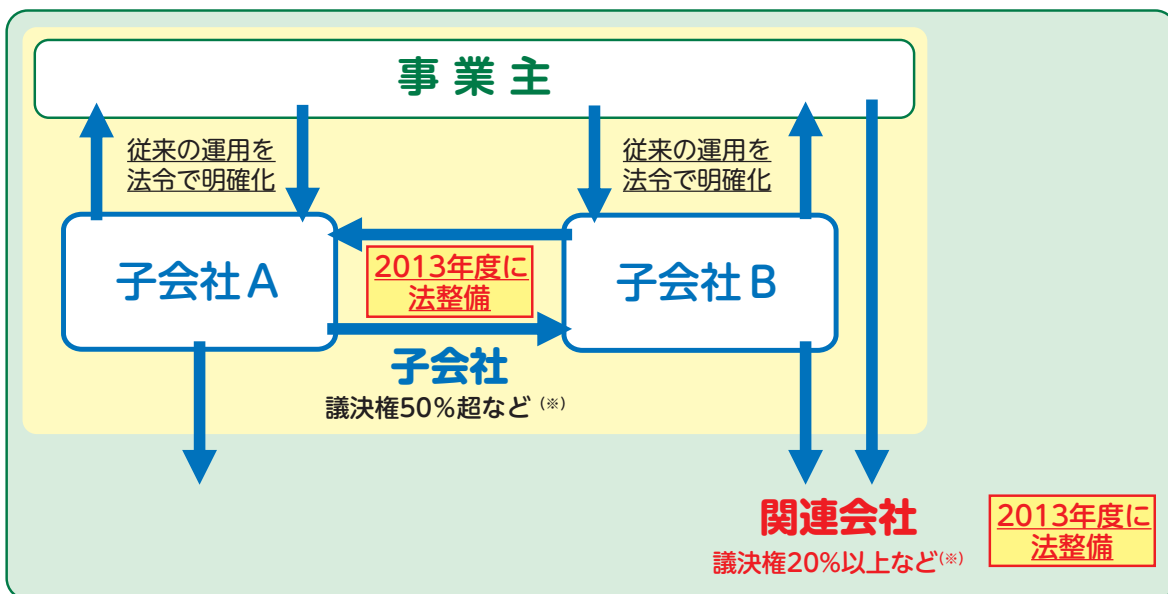 事業主
従来の運用を
法令で明確化
従来の運用を
法令で明確化
子会社A
2013年度に
法整備
子会社B
子会社
議決権50%超など(※)
関連会社
議決権20%以上など(※)
2013年度に
法整備